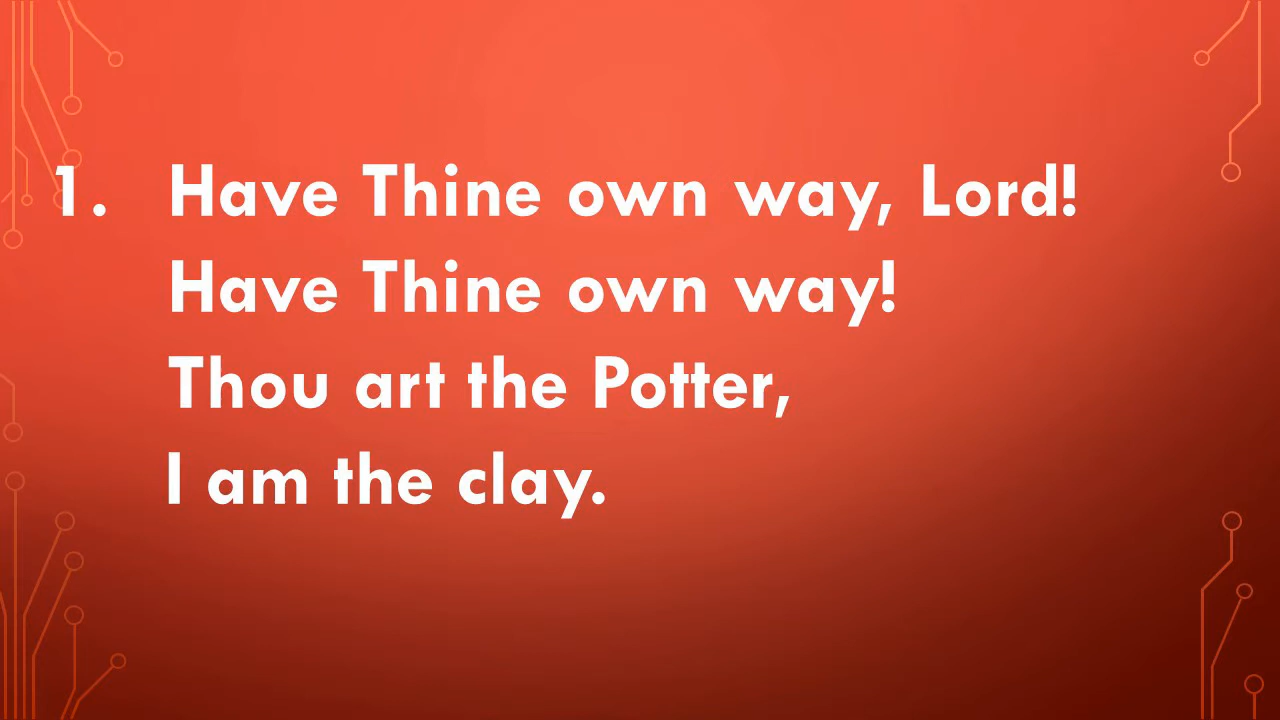 1. Have Thine own way, Lord!
Have Thine own way!
Thou art the Potter,
I am the clay.